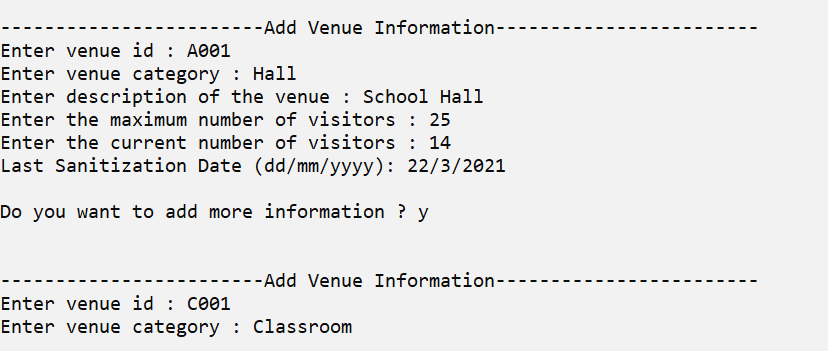 ------------------------Add Venue Information------------------------
Enter venue id : A001
Enter venue category : Hall
Enter description of the venue : School Hall
Enter the maximum number of visitors : 25
Enter the current number of visitors : 14
Last Sanitization Date (dd/mm/yyyy): 22/3/2021
Do you want to add more information ? y
------------------------Add Venue Information------------------------
Enter venue id : C001
Enter venue category : Classroom